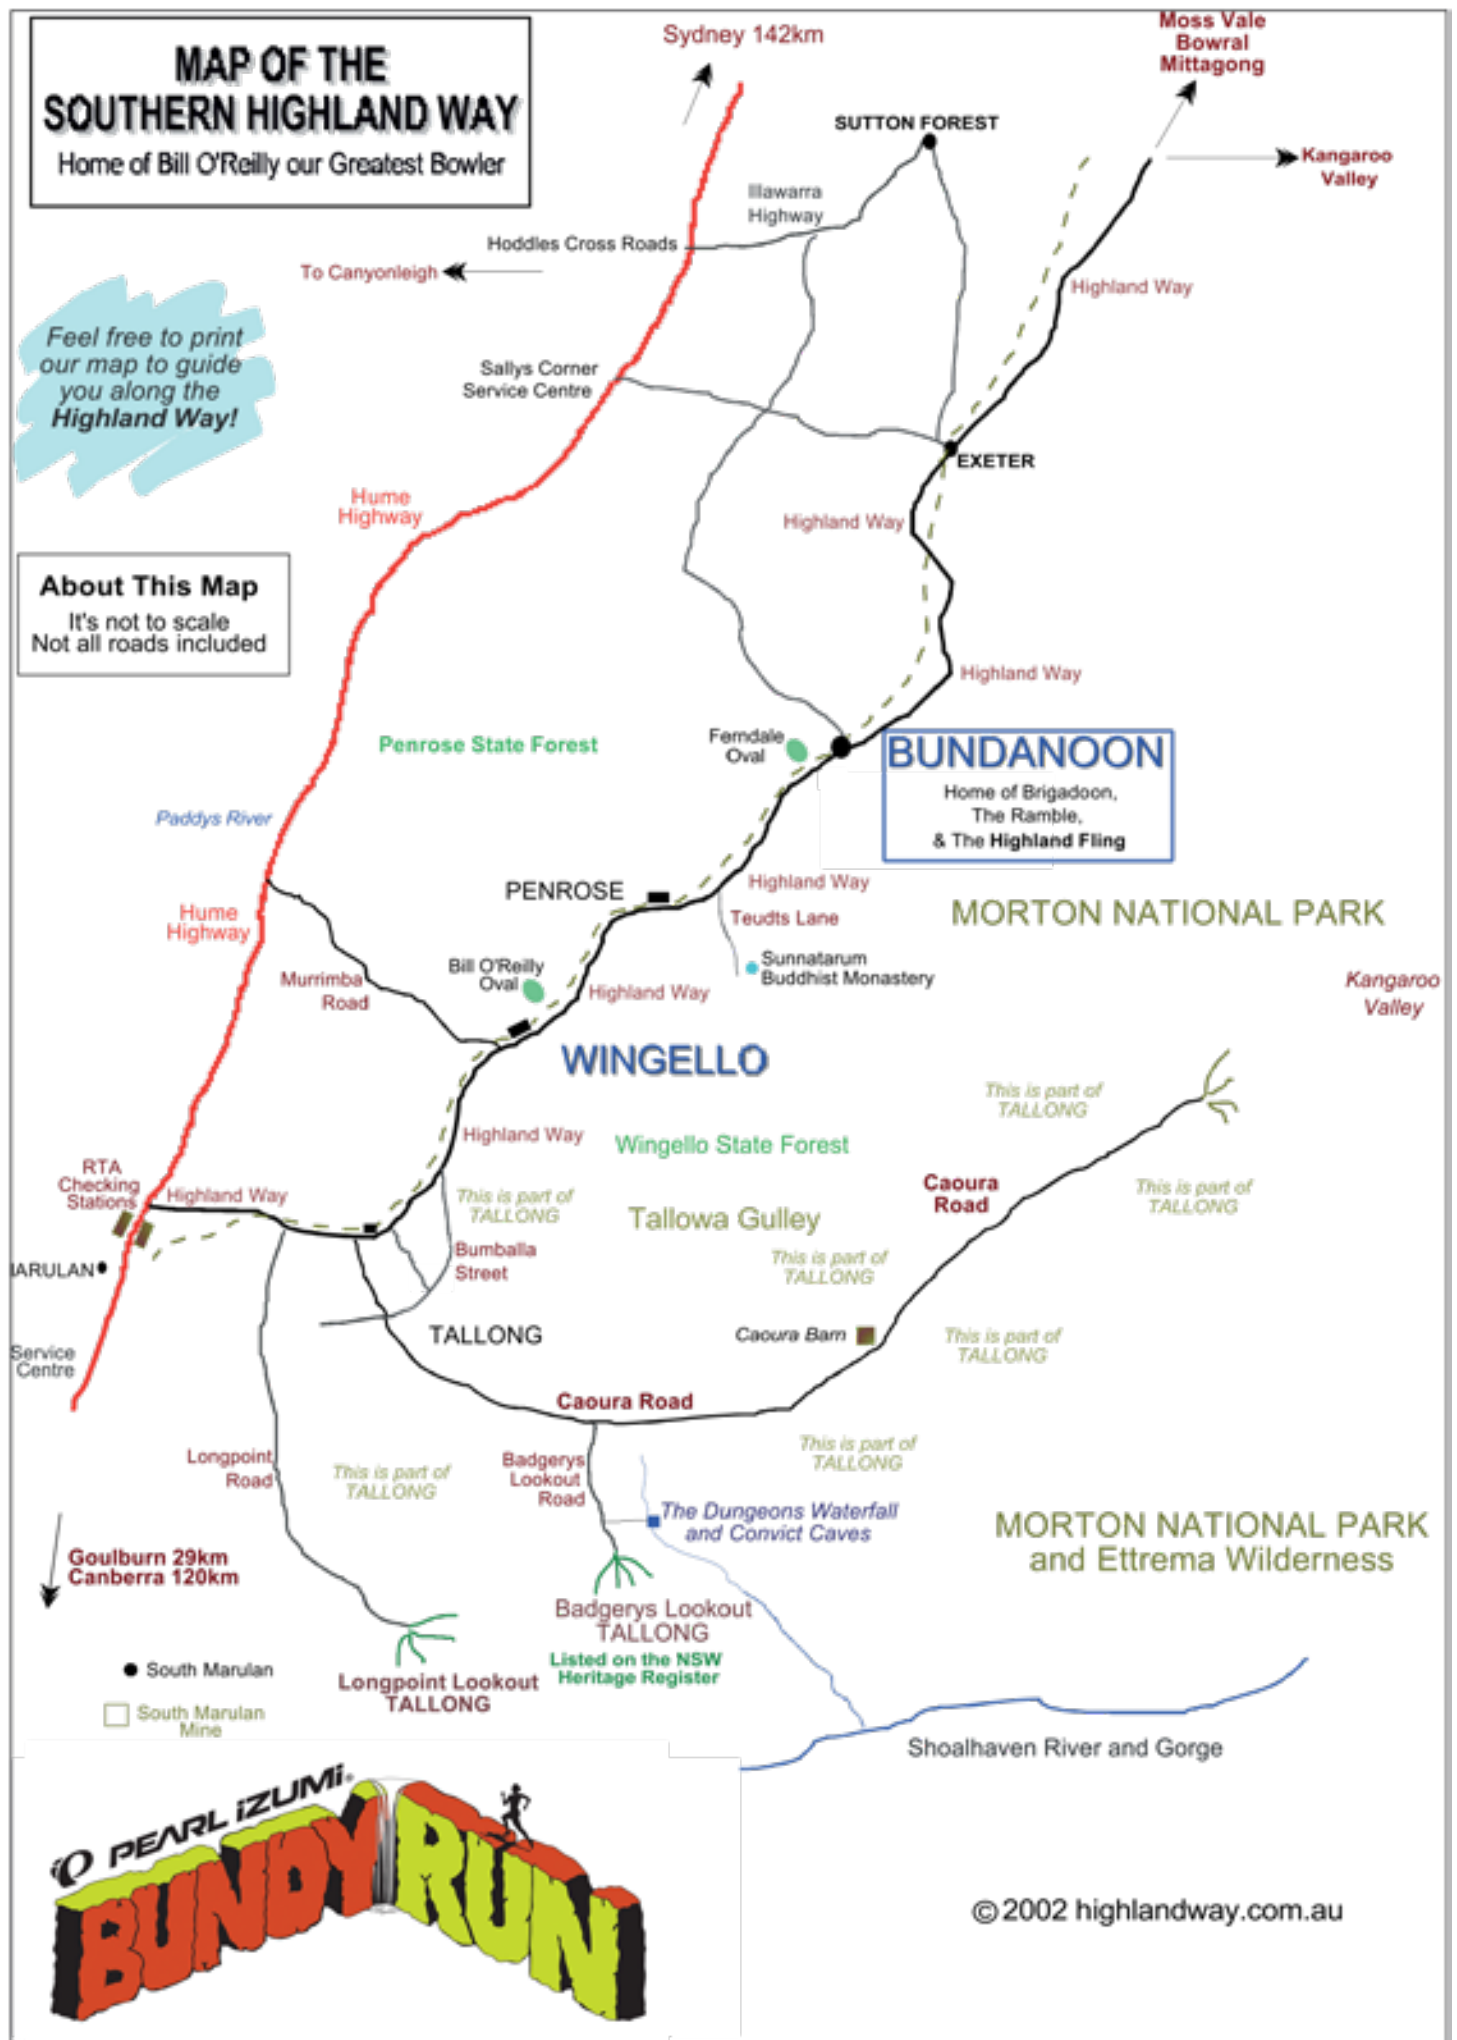 MAP OF THE
SOUTHERN HIGHLAND WAY
Home of Bill O'Reilly our Greatest Bowler
Sydney 142km
Moss Vale
Bowral
Mittagong
SUTTON FOREST
Kangaroo
Valley
Illawarra
Highway
Hoddles Cross Roads
To Canyonleigh
Highland Way
Feel free to print
our map to guide
you along the
Highland Way!
Sallys Corner
Service Centre
EXETER
Hume
Highway
Highland Way
About This Map
It's not to scale
Not all roads included
Highland Way
Penrose State Forest
Ferndale
Oval
BUNDANOON
Home of Brigadoon,
The Ramble,
& The Highland Fling
Paddys River
PENROSE
Highland Way
Teudts Lane
MORTON NATIONAL PARK
Hume
Highway
Murrimba
Road
Bill O'Reilly
Oval
Sunnatarum
Buddhist Monastery
Highland Way
Kangaroo
Valley
WINGELLO
This is part of
TALLONG
Highland Way
Wingello State Forest
RTA
Checking
Stations
Highland Way
This is part of
TALLONG
Tallowa Gulley
Caoura
Road
This is part of
TALLONG
Bumballa
Street
This is part of
TALLONG
IARULAN
TALLONG
Caoura Barn
This is part of
TALLONG
Service
Centre
Caoura Road
Longpoint
Road
This is part of
TALLONG
Badgerys
Lookout
Road
This is part of
TALLONG
The Dungeons Waterfall
and Convict Caves
MORTON NATIONAL PARK
and Ettrema Wilderness
Goulburn 29km
Canberra 120km
Badgerys Lookout
TALLONG
Listed on the NSW
Heritage Register
South Marulan
Longpoint Lookout
TALLONG
South Marulan
Mine
Shoalhaven River and Gorge
PEARL iZUMi®
BUNDY RUN
© 2002 highlandway.com.au